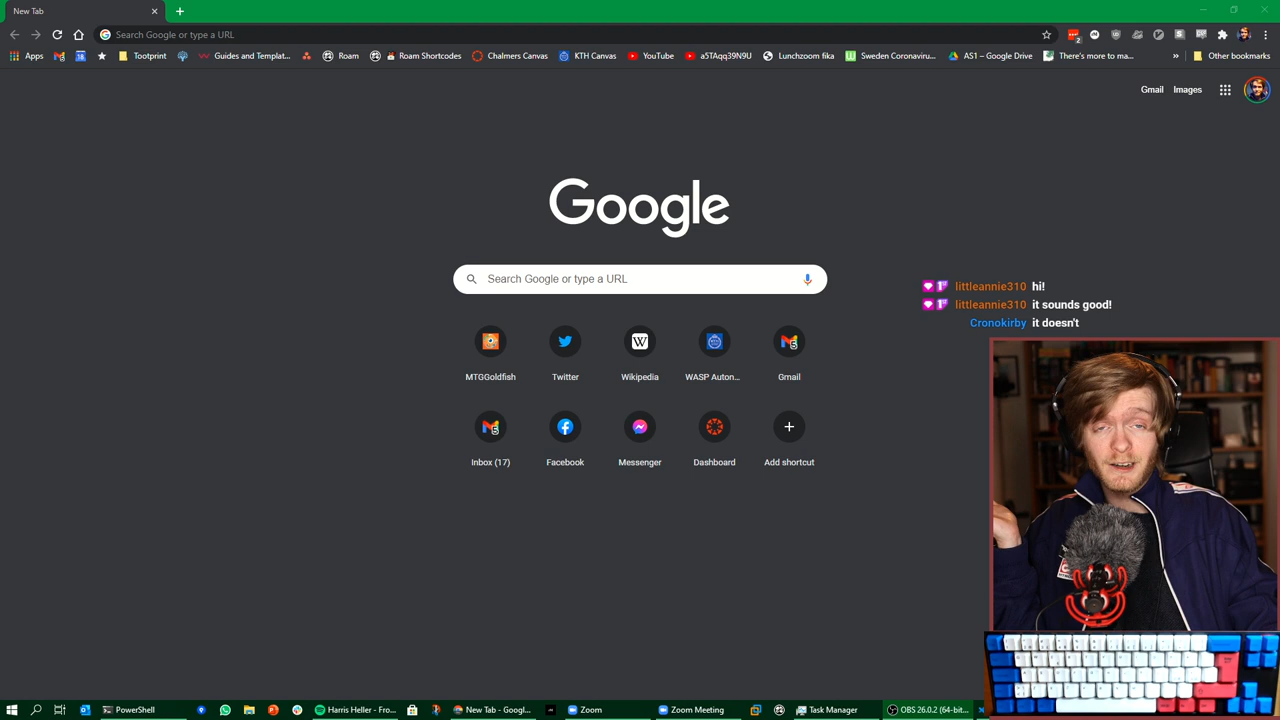 New Tab
Search Google or type a URL
Apps
Totoprint
Guides and Templat...
Roam
Roam Shortcodes
Chalmers Canvas
KTH Canvas
YouTube
a5TAqq39N9U
Lunchzoom fika
Sweden Coronaviru...
AS1 – Google Drive
There's more to ma...
»
Other bookmarks
Gmail
Images
Google
Search Google or type a URL
littleannie310 hi!
littleannie310 it sounds good!
Cronokirby it doesn't
MTGGoldfish
Twitter
Wikipedia
WASP Auton...
Gmail
Inbox (17)
Facebook
Messenger
Dashboard
Add shortcut
PowerShell
Harris Heller - Fro...
New Tab - Googl...
Zoom
Zoom Meeting
Task Manager
OBS 26.0.2 (64-bit...